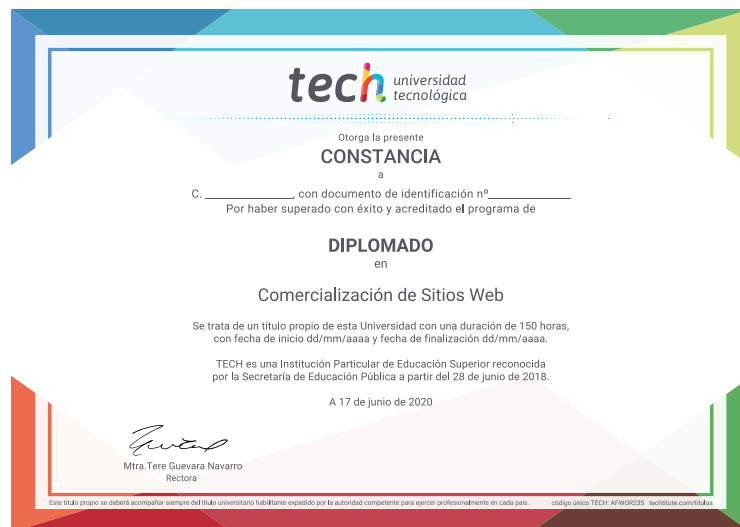 tech universidad
tecnológica
Otorga la presente
CONSTANCIA
a
C. ______________, con documento de identificación nº______________
Por haber superado con éxito y acreditado el programa de
DIPLOMADO
en
Comercialización de Sitios Web
Se trata de un título propio de esta Universidad con una duración de 150 horas,
con fecha de inicio dd/mm/aaaa y fecha de finalización dd/mm/aaaa.
TECH es una Institución Particular de Educación Superior reconocida
por la Secretaría de Educación Pública a partir del 28 de junio de 2018.
A 17 de junio de 2020
Mtra.Tere Guevara Navarro
Rectora
Este título propio se deberá acompañar siempre del título universitario habilitante expedido por la autoridad competente para ejercer profesionalmente en cada país. código único TECH: AFWOR23S techtitute.com/titulos